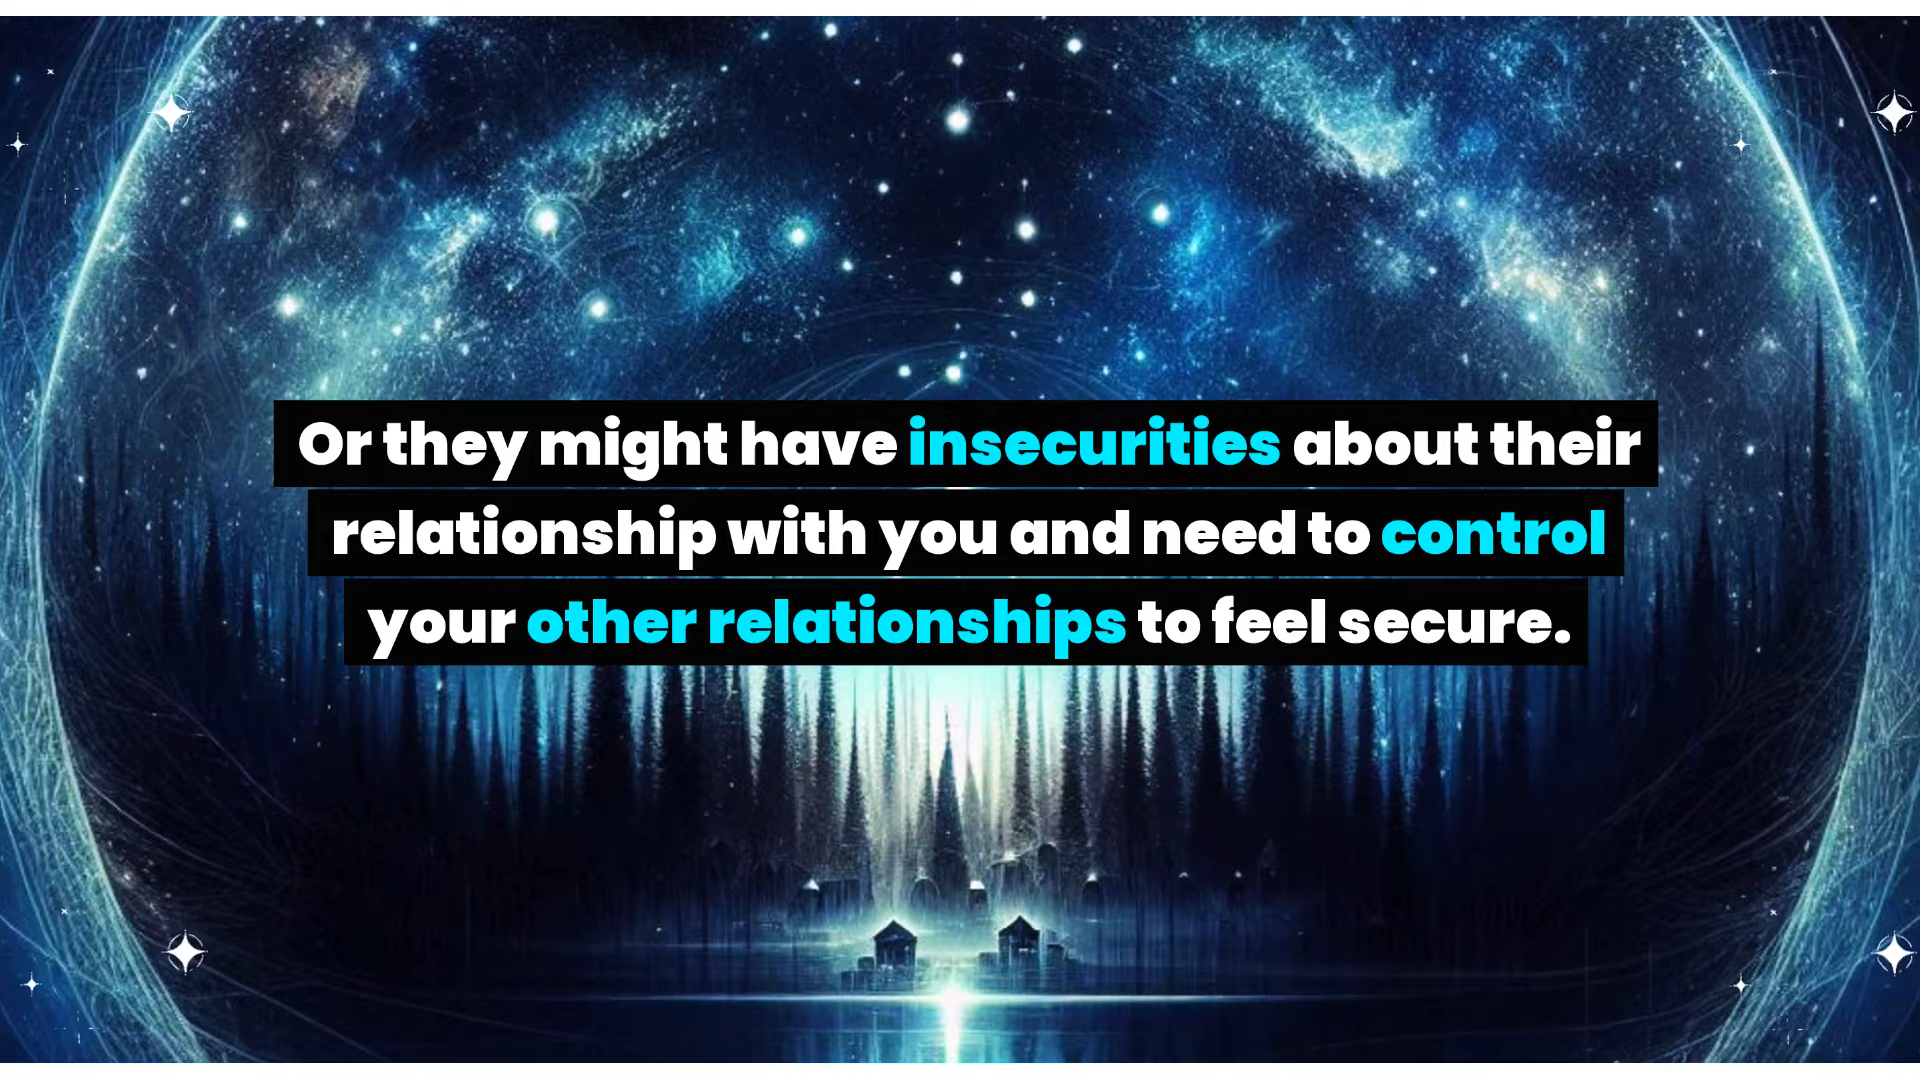 Or they might have insecurities about their
relationship with you and need to control
your other relationships to feel secure.